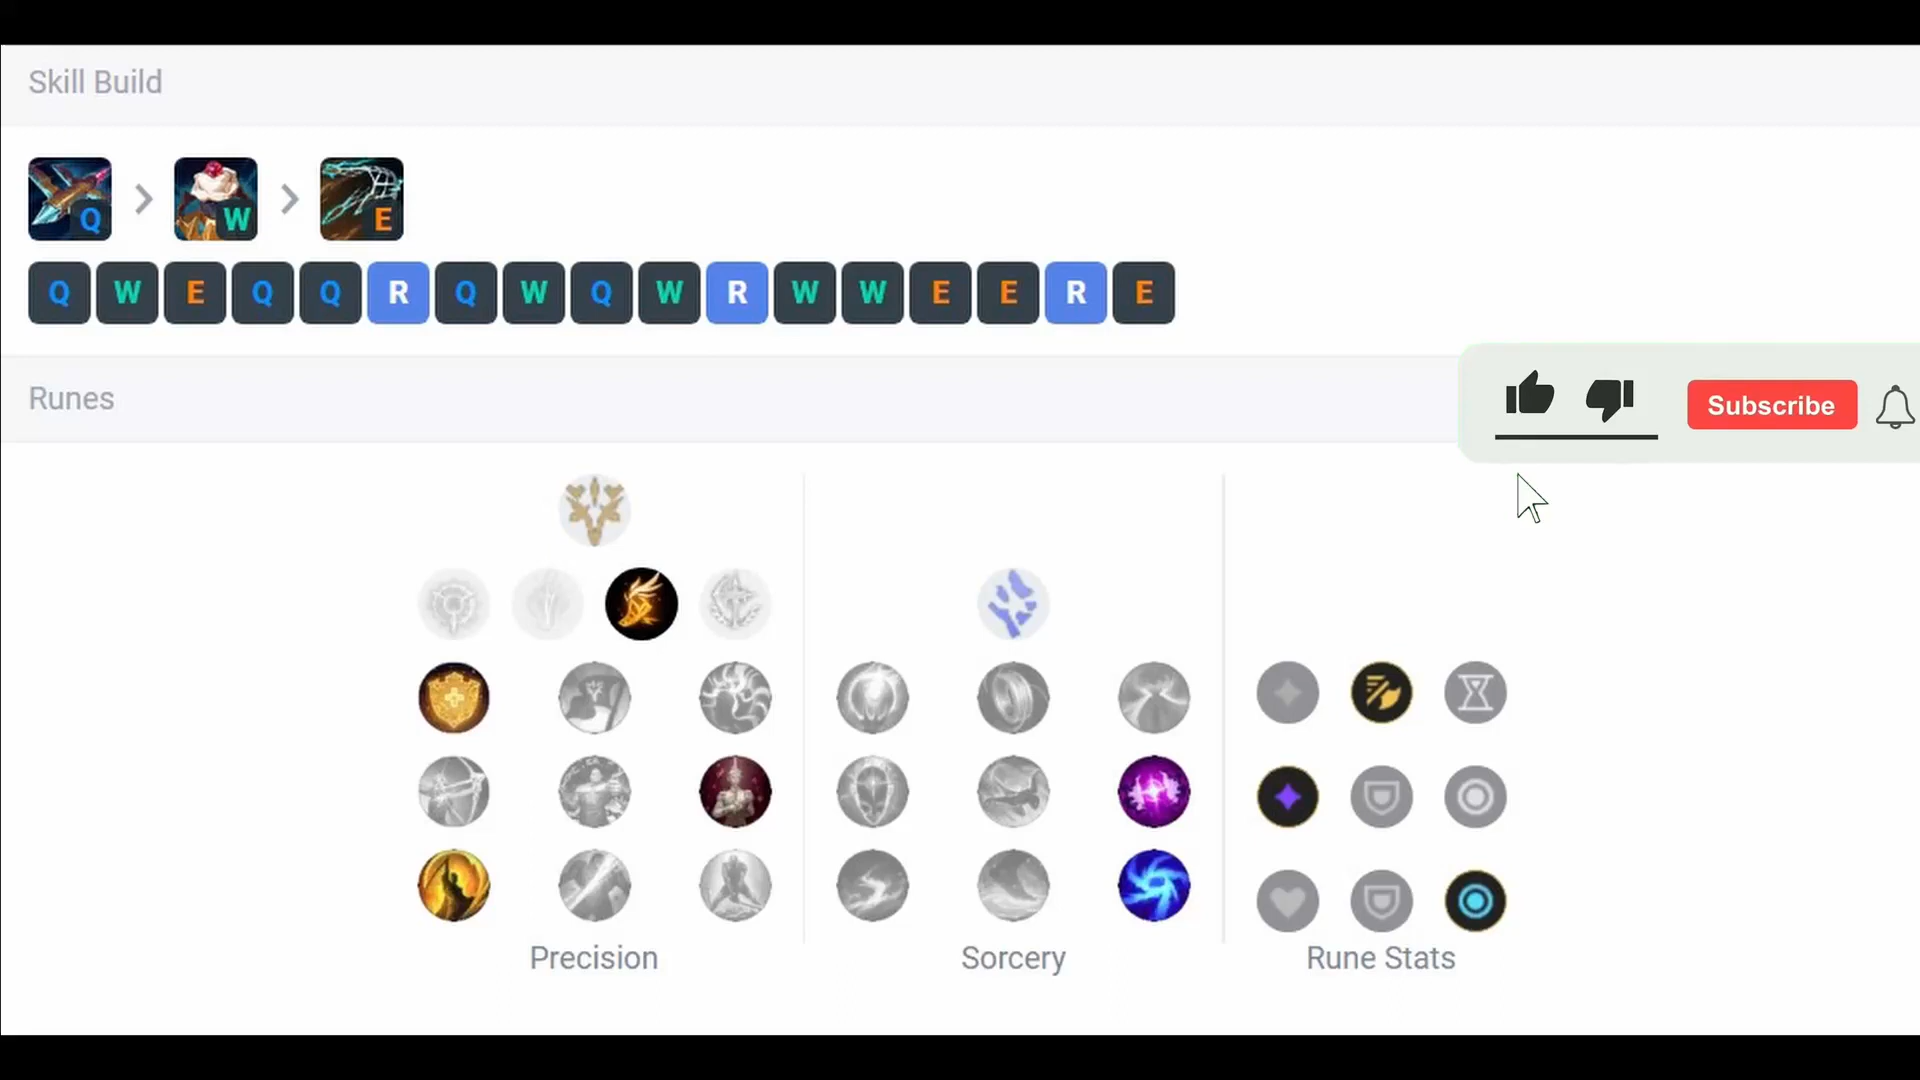 Skill Build
Q W E
Q W E Q Q R Q W Q W R W W E E R E
Runes
Subscribe
Precision Sorcery Rune Stats